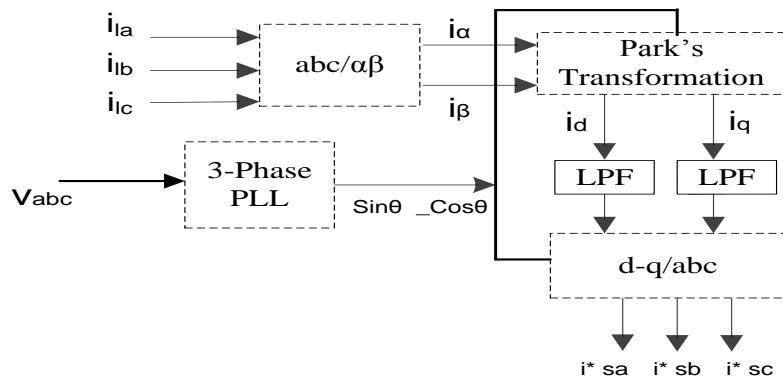 ila
ilb
ilc
abc/αβ
iα
iβ
Park's
Transformation
id
iq
LPF
LPF
Vabc
3-Phase
PLL
Sinθ _Cosθ
d-q/abc
i* sa i* sb i* sc